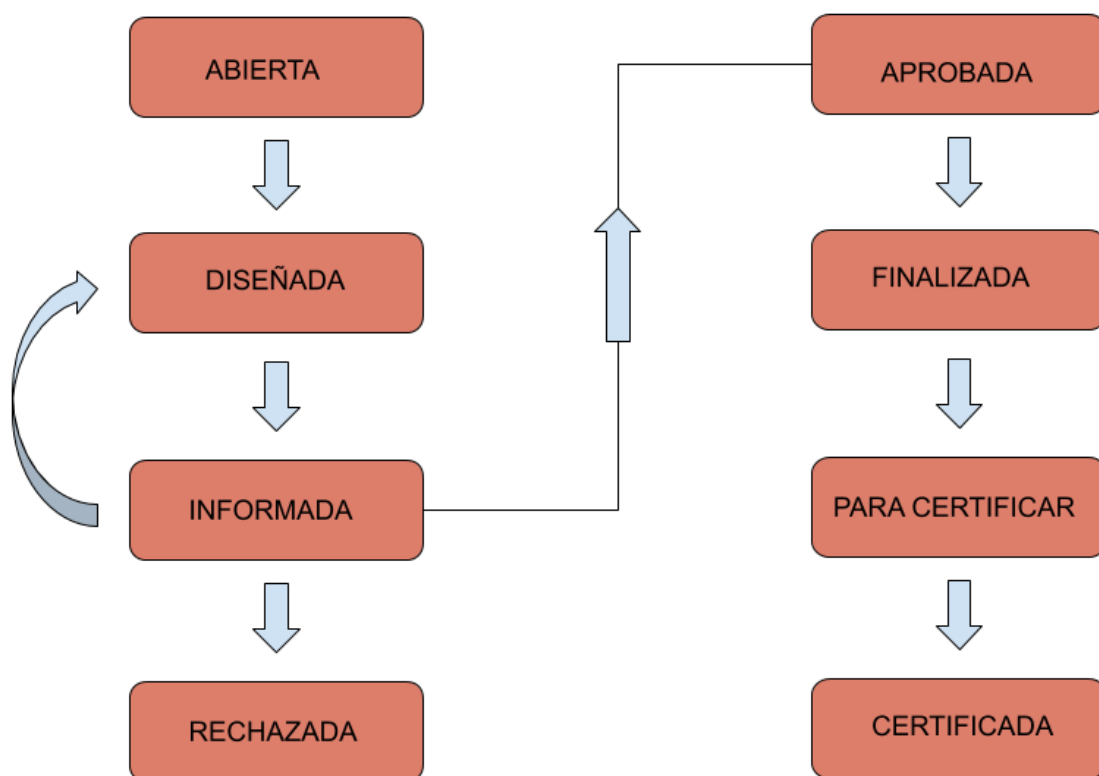 ABIERTA
DISEÑADA
INFORMADA
RECHAZADA
APROBADA
FINALIZADA
PARA CERTIFICAR
CERTIFICADA